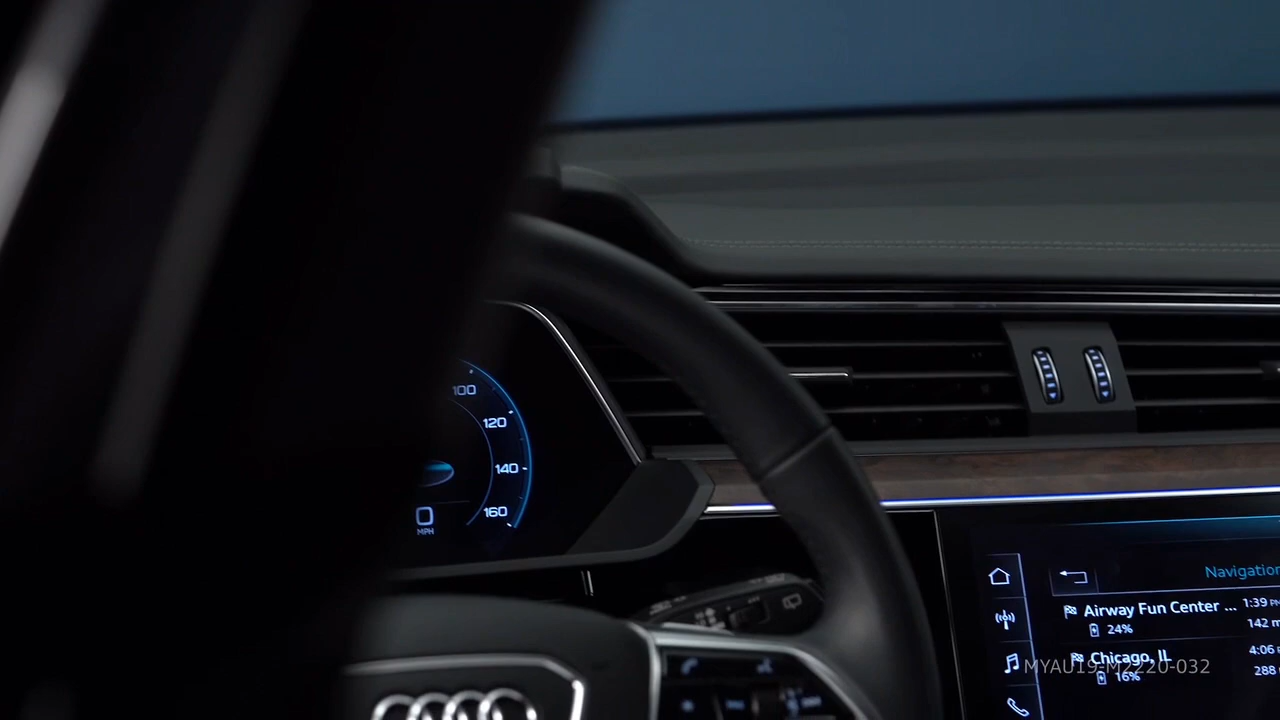 100
120
140
160
0
MPH
Navigation
Airway Fun Center ... 1:39 PM
24% 142 m
Chicago, IL 4:06
16% 288
MYAU19-M2220-032